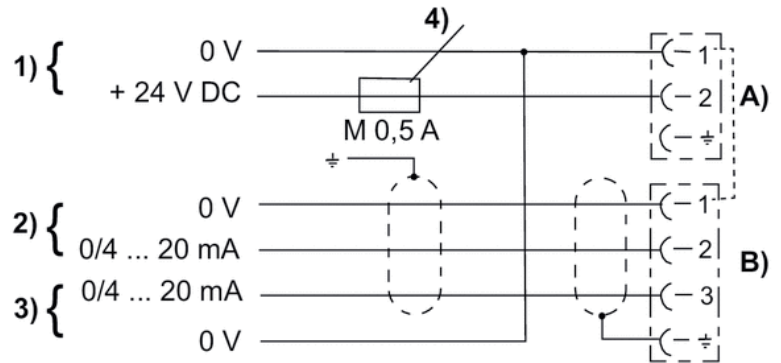 4)
1) { 0 V 1
+ 24 V DC 2 A)
M 0,5 A
2) { 0 V 1
0/4 ... 20 mA 2 B)
3) { 0/4 ... 20 mA 3
0 V